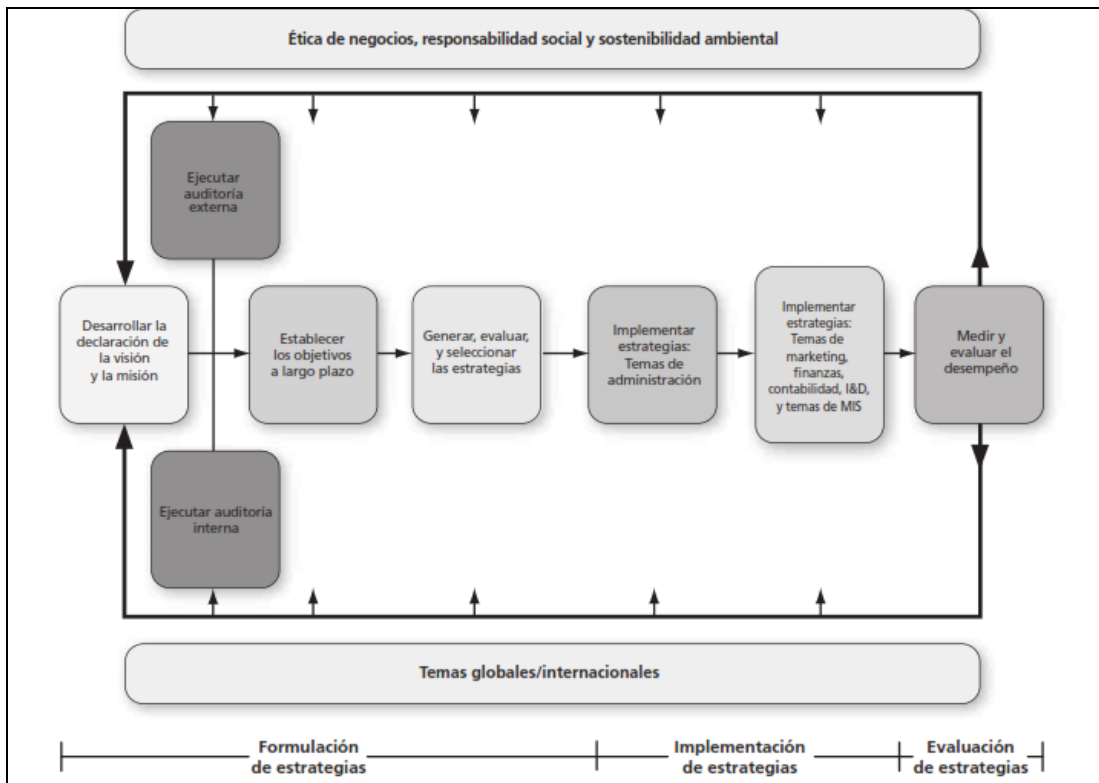 Ética de negocios, responsabilidad social y sostenibilidad ambiental
Ejecutar
auditoría
externa
Desarrollar la
declaración de
la visión
y la misión
Establecer
los objetivos
a largo plazo
Generar, evaluar,
y seleccionar
las estrategias
Implementar
estrategias:
Temas de
administración
Implementar
estrategias:
Temas de
marketing,
finanzas,
contabilidad, I&D,
y temas de MIS
Medir y
evaluar el
desempeño
Ejecutar auditoría
interna
Temas globales/internacionales
Formulación
de estrategias
Implementación
de estrategias
Evaluación
de estrategias